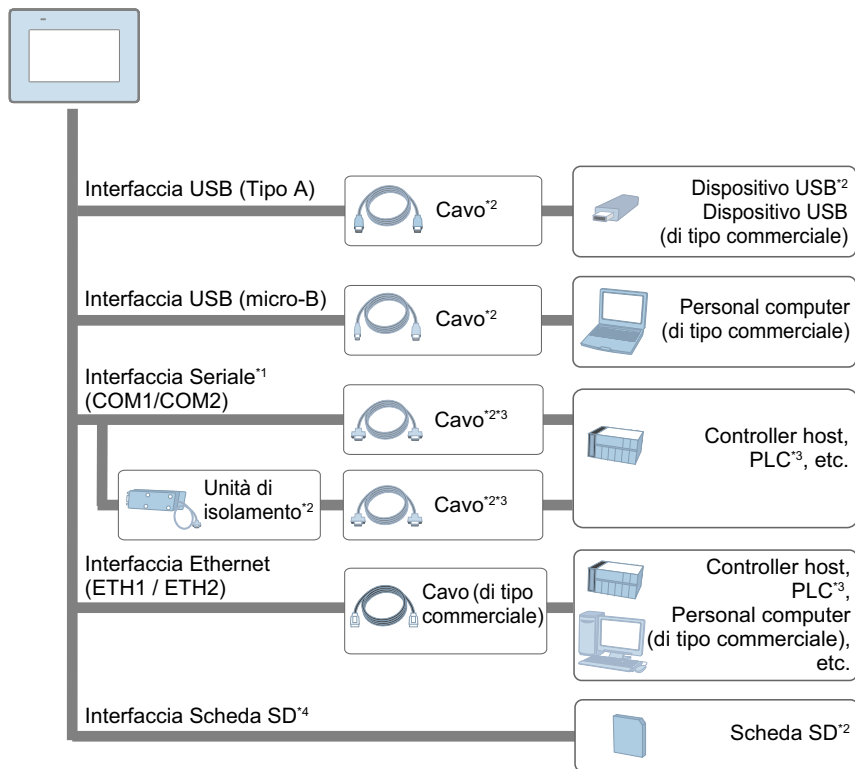 Interfaccia USB (Tipo A)
Cavo*2
Dispositivo USB*2
Dispositivo USB
(di tipo commerciale)
Interfaccia USB (micro-B)
Cavo*2
Personal computer
(di tipo commerciale)
Interfaccia Seriale*1
(COM1/COM2)
Cavo*2*3
Controller host,
PLC*3, etc.
Unità di
isolamento*2
Cavo*2*3
Interfaccia Ethernet
(ETH1 / ETH2)
Cavo (di tipo
commerciale)
Controller host,
PLC*3,
Personal computer
(di tipo commerciale),
etc.
Interfaccia Scheda SD*4
Scheda SD*2